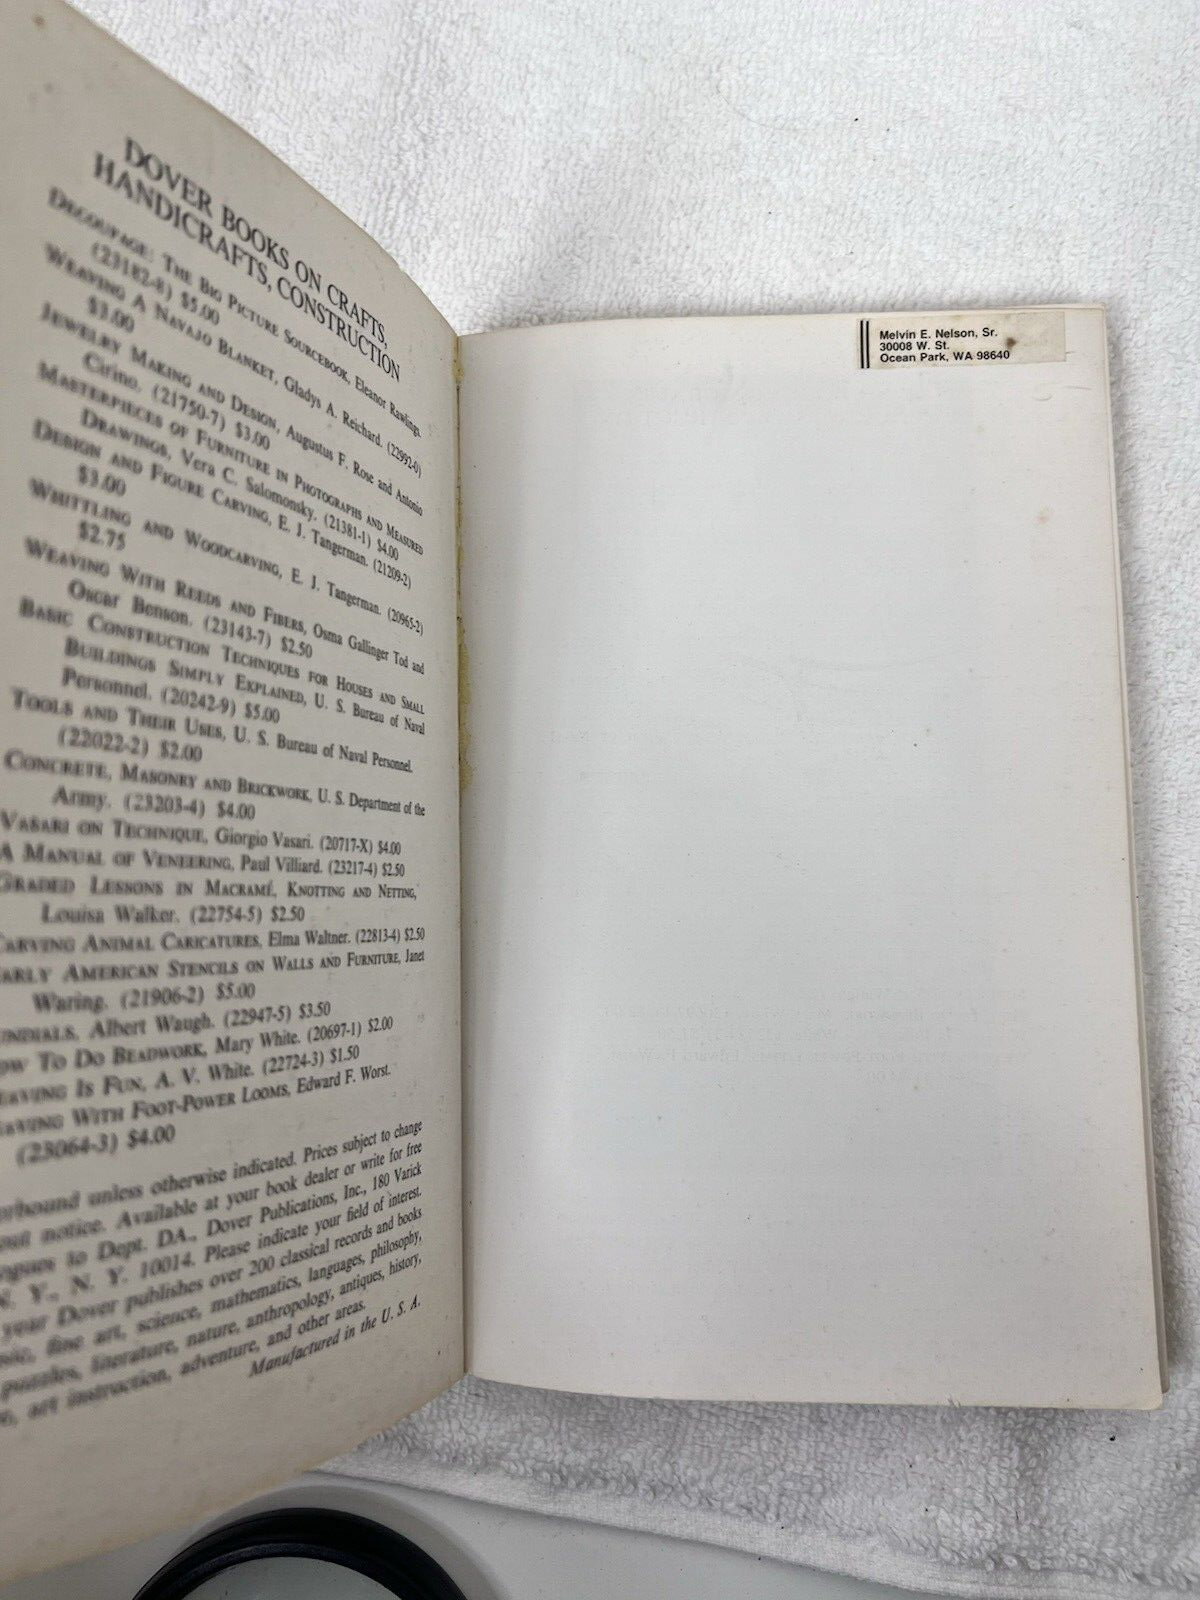 DOVER BOOKS ON CRAFTS,
HANDICRAFTS, CONSTRUCTION
DECOUPAGE: THE BIG PICTURE SOURCEBOOK, Eleanor Rawlings.
(23182-8) $5.00
WEAVING A NAVAJO BLANKET, Gladys A. Reichard. (22992-0)
$3.00
JEWELRY MAKING AND DESIGN, Augustus F. Rose and Antonio
Cirino. (21750-7) $3.00
MASTERPIECES OF FURNITURE IN PHOTOGRAPHS AND MEASURED
DRAWINGS, Vera C. Salomonsky. (21381-1) $4.00
DESIGN AND FIGURE CARVING, E. J. Tangerman. (21209-2)
$3.00
WHITTLING AND WOODCARVING, E. J. Tangerman. (20965-2)
$2.75
WEAVING WITH REEDS AND FIBERS, Osma Gallinger Tod and
Oscar Benson. (23143-7) $2.50
BASIC CONSTRUCTION TECHNIQUES FOR HOUSES AND SMALL
BUILDINGS SIMPLY EXPLAINED, U. S. Bureau of Naval
Personnel. (20242-9) $5.00
TOOLS AND THEIR USES, U. S. Bureau of Naval Personnel.
(22022-2) $2.00
CONCRETE, MASONRY AND BRICKWORK, U. S. Department of the
Army. (23203-4) $4.00
VASARI ON TECHNIQUE, Giorgio Vasari. (20717-X) $4.00
A MANUAL OF VENEERING, Paul Villiard. (23217-4) $2.50
GRADED LESSONS IN MACRAMÉ, KNOTTING AND NETTING,
Louisa Walker. (22754-5) $2.50
CARVING ANIMAL CARICATURES, Elma Waltner. (22813-4) $2.50
EARLY AMERICAN STENCILS ON WALLS AND FURNITURE, Janet
Waring. (21906-2) $5.00
UNDIALS, Albert Waugh. (22947-5) $3.50
OW TO DO BEADWORK, Mary White. (20697-1) $2.00
EAVING IS FUN, A. V. White. (22724-3) $1.50
EAVING WITH FOOT-POWER LOOMS, Edward F. Worst.
(23064-3) $4.00
erbound unless otherwise indicated. Prices subject to change
out notice. Available at your book dealer or write for free
ogues to Dept. DA., Dover Publications, Inc., 180 Varick
N. Y., N. Y. 10014. Please indicate your field of interest.
year Dover publishes over 200 classical records and books
sic, fine art, science, mathematics, languages, philosophy,
puzzles, literature, nature, anthropology, antiques, history,
art instruction, adventure, and other areas.
Manufactured in the U. S. A.
Melvin E. Nelson, Sr.
30008 W. St.
Ocean Park, WA 98640